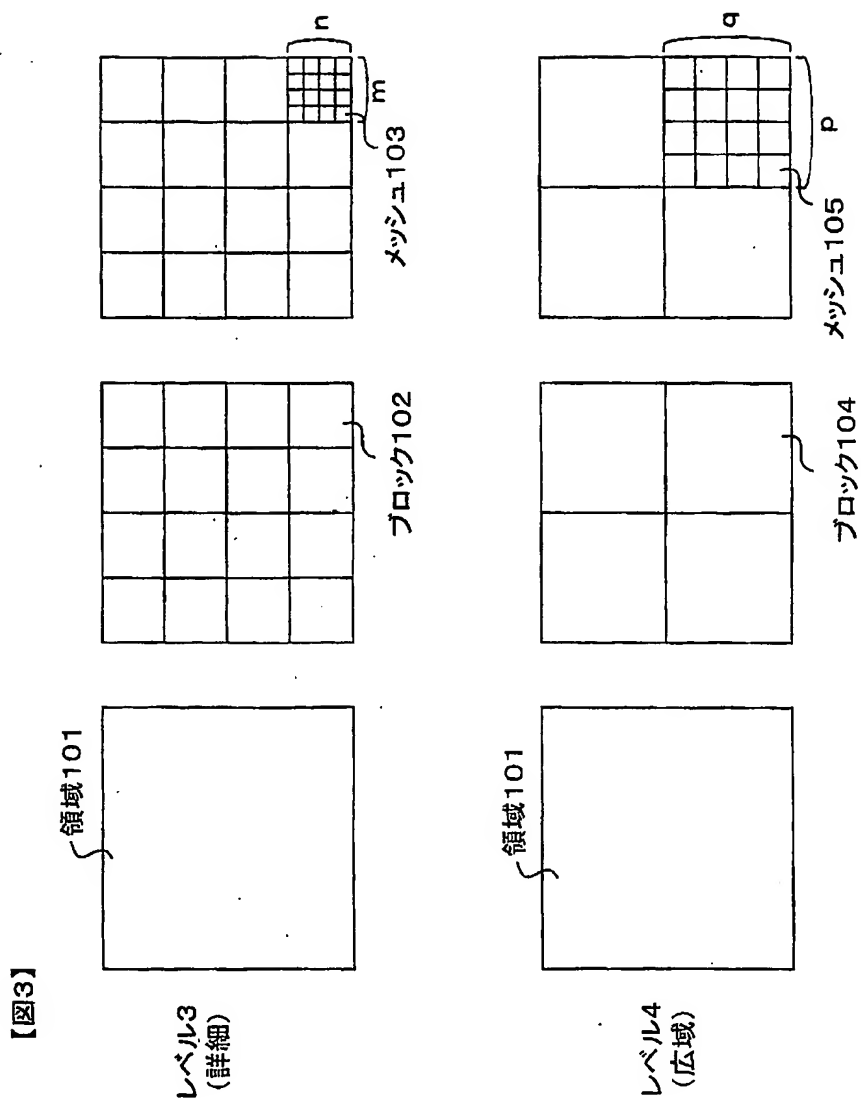 【図3】
レベル3
(詳細)
領域101
ブロック102
メッシュ103
m
n
レベル4
(広域)
領域101
ブロック104
メッシュ105
p
q